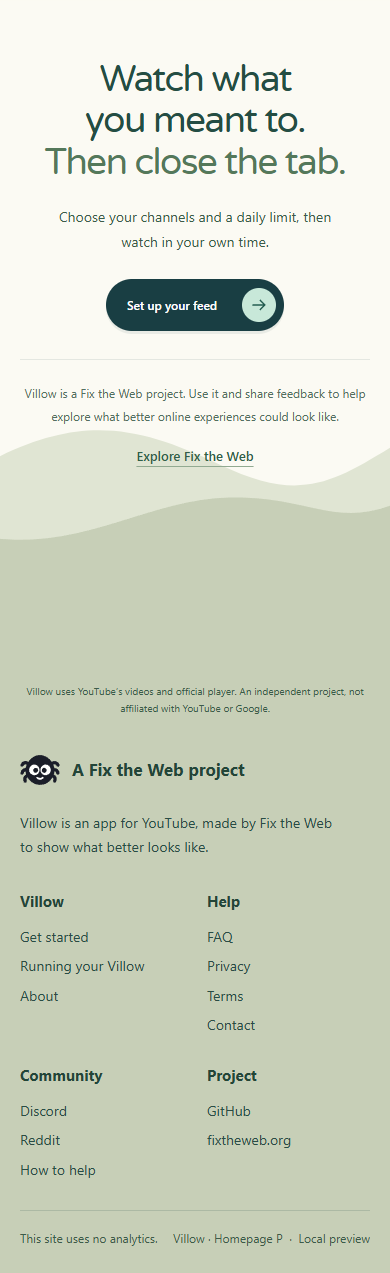 Watch what
you meant to.
Then close the tab.
Choose your channels and a daily limit, then
watch in your own time.
Set up your feed
Villow is a Fix the Web project. Use it and share feedback to help
explore what better online experiences could look like.
Explore Fix the Web
Villow uses YouTube's videos and official player. An independent project, not
affiliated with YouTube or Google.
A Fix the Web project
Villow is an app for YouTube, made by Fix the Web
to show what better looks like.
Villow
Get started
Running your Villow
About
Help
FAQ
Privacy
Terms
Contact
Community
Discord
Reddit
How to help
Project
GitHub
fixtheweb.org
This site uses no analytics.
Villow · Homepage P · Local preview